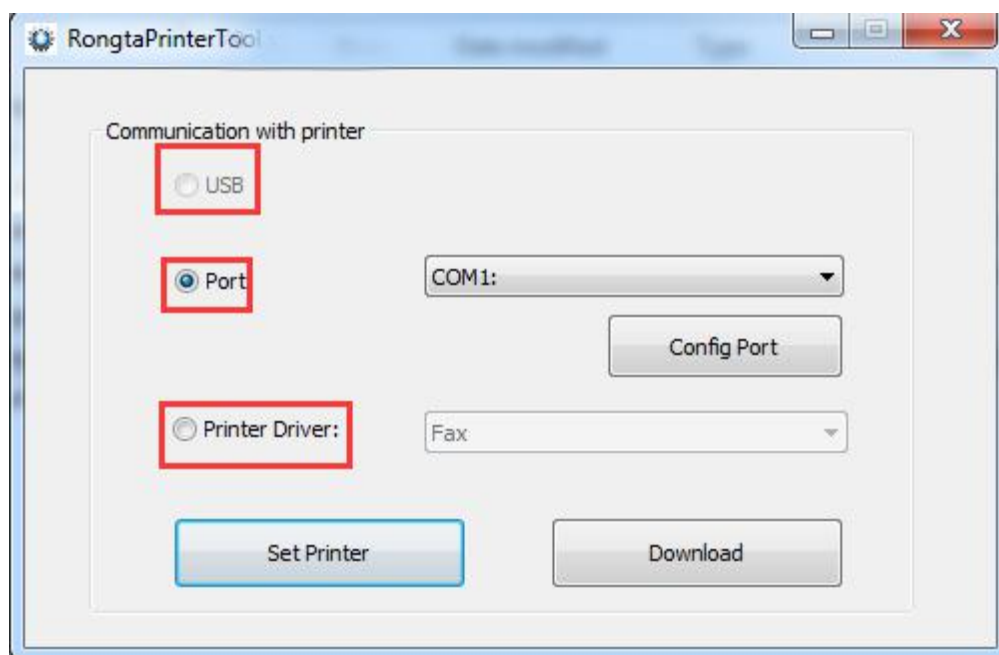 RongtaPrinterTool
Communication with printer
USB
Port
COM1:
Config Port
Printer Driver:
Fax
Set Printer
Download